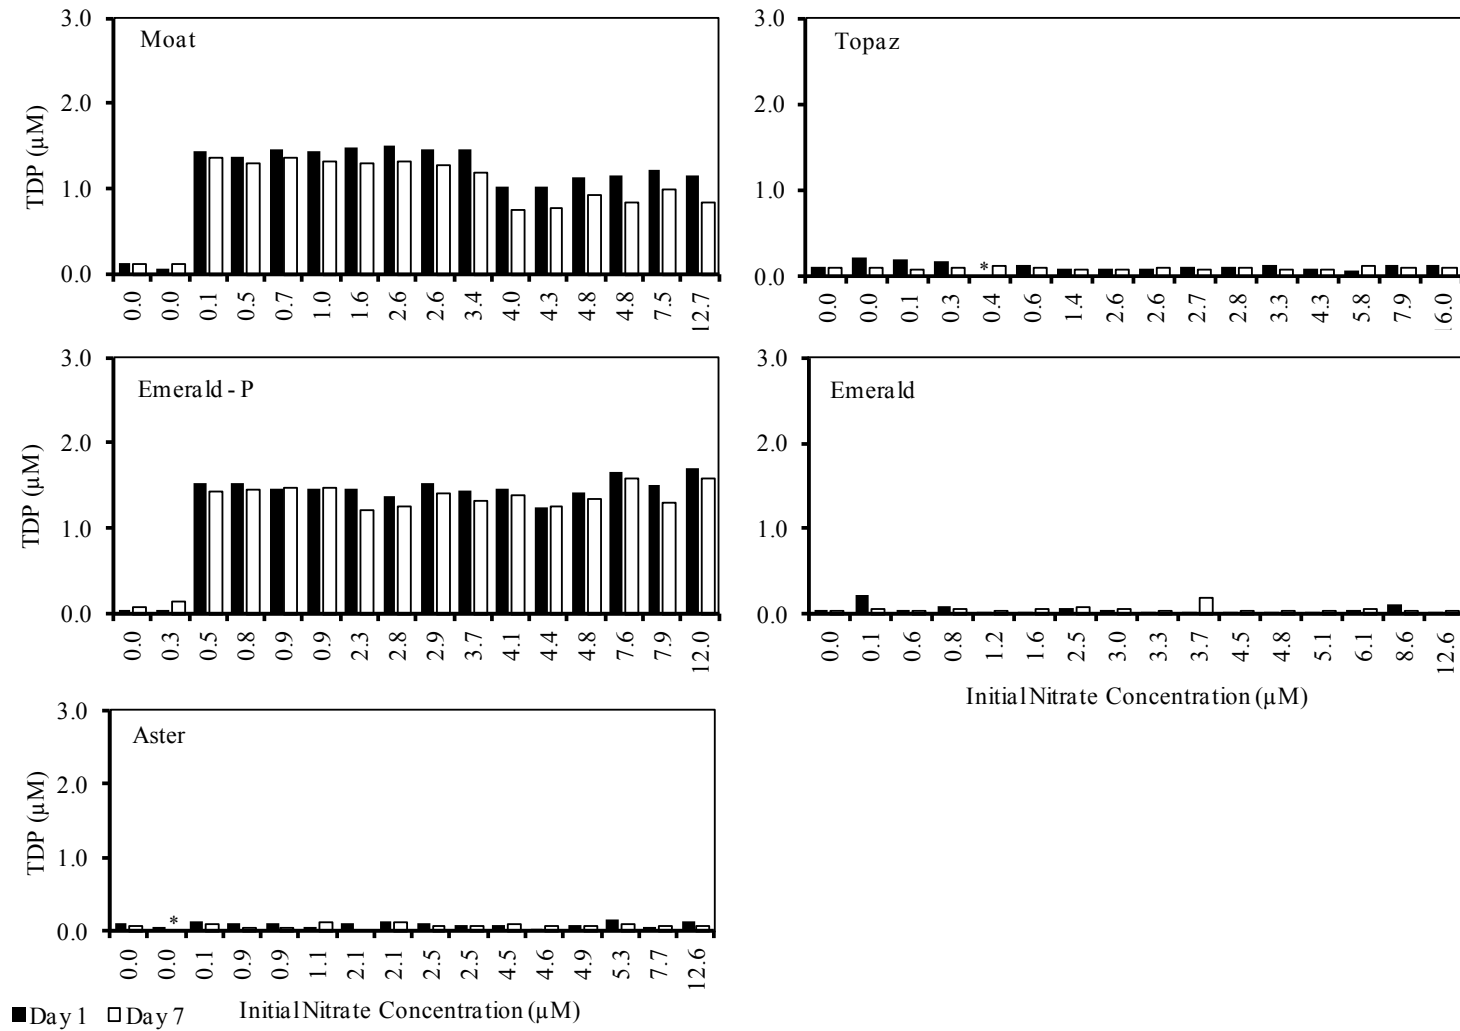 Moat
TDP (µM)
3.0
2.0
1.0
0.0
0.0 0.0 0.1 0.5 0.7 1.0 1.6 2.6 2.6 3.4 4.0 4.3 4.8 4.8 7.5 12.7
Topaz
3.0
2.0
1.0
0.0
*
0.0 0.0 0.1 0.3 0.4 0.6 1.4 2.6 2.6 2.7 2.8 3.3 4.3 5.8 7.9 16.0
Emerald - P
TDP (µM)
3.0
2.0
1.0
0.0
0.0 0.3 0.5 0.8 0.9 0.9 2.3 2.8 2.9 3.7 4.1 4.4 4.8 7.6 7.9 12.0
Emerald
3.0
2.0
1.0
0.0
0.0 0.1 0.6 0.8 1.2 1.6 2.5 3.0 3.3 3.7 4.5 4.8 5.1 6.1 8.6 12.6
Initial Nitrate Concentration (µM)
Aster
TDP (µM)
3.0
2.0
1.0
0.0
*
0.0 0.0 0.1 0.9 0.9 1.1 2.1 2.1 2.5 2.5 4.5 4.6 4.9 5.3 7.7 12.6
Initial Nitrate Concentration (µM)
Day 1 Day 7